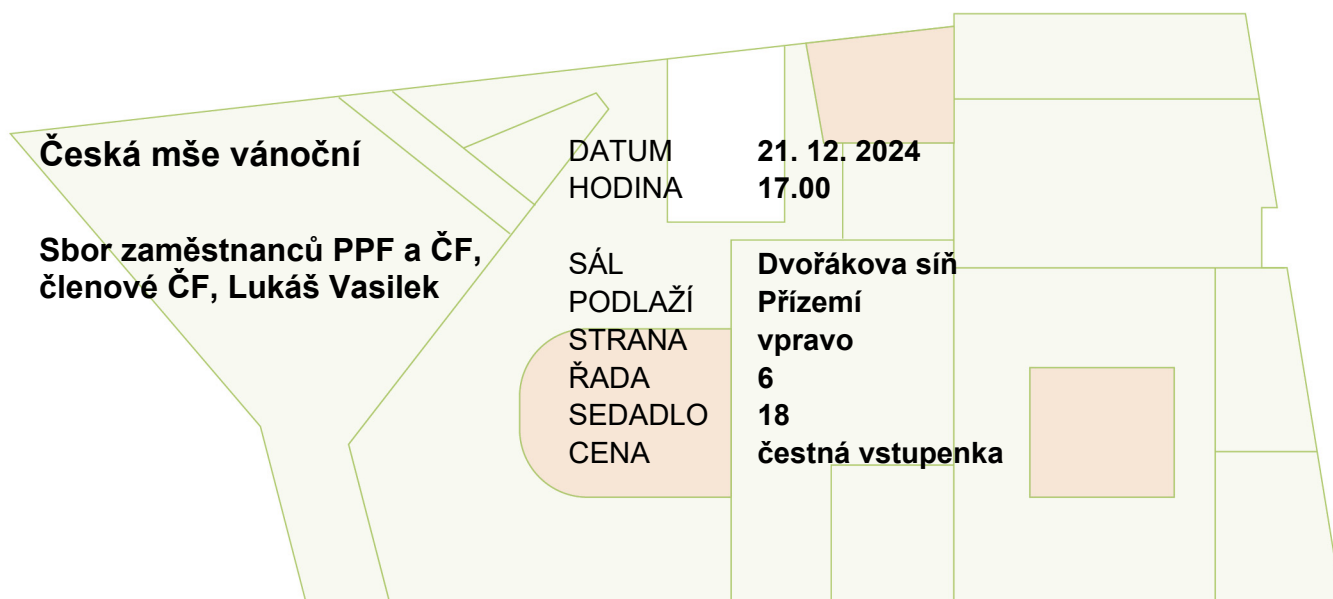 Česká mše vánoční
Sbor zaměstnanců PPF a ČF,
členové ČF, Lukáš Vasilek
DATUM 21. 12. 2024
HODINA 17.00
SÁL Dvořákova síň
PODLAŽÍ Přízemí
STRANA vpravo
ŘADA 6
SEDADLO 18
CENA čestná vstupenka